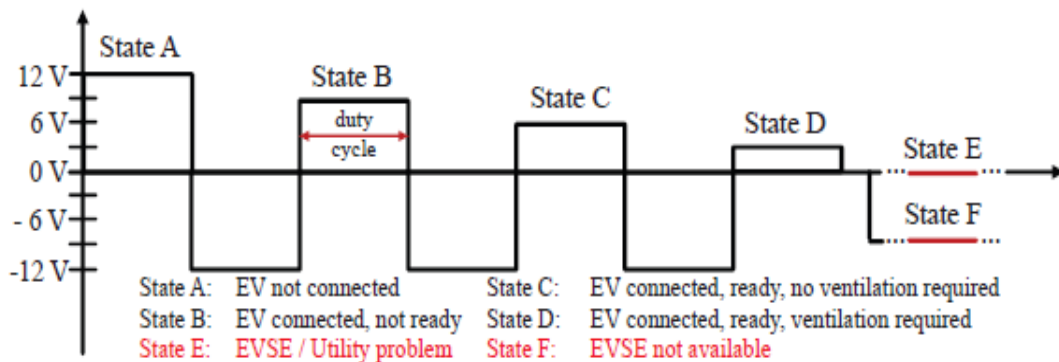 State A
State B
State C
State D
State E
State F
duty
cycle
12 V
6 V
0 V
- 6 V
-12 V
State A: EV not connected
State C: EV connected, ready, no ventilation required
State B: EV connected, not ready
State D: EV connected, ready, ventilation required
State E: EVSE / Utility problem
State F: EVSE not available